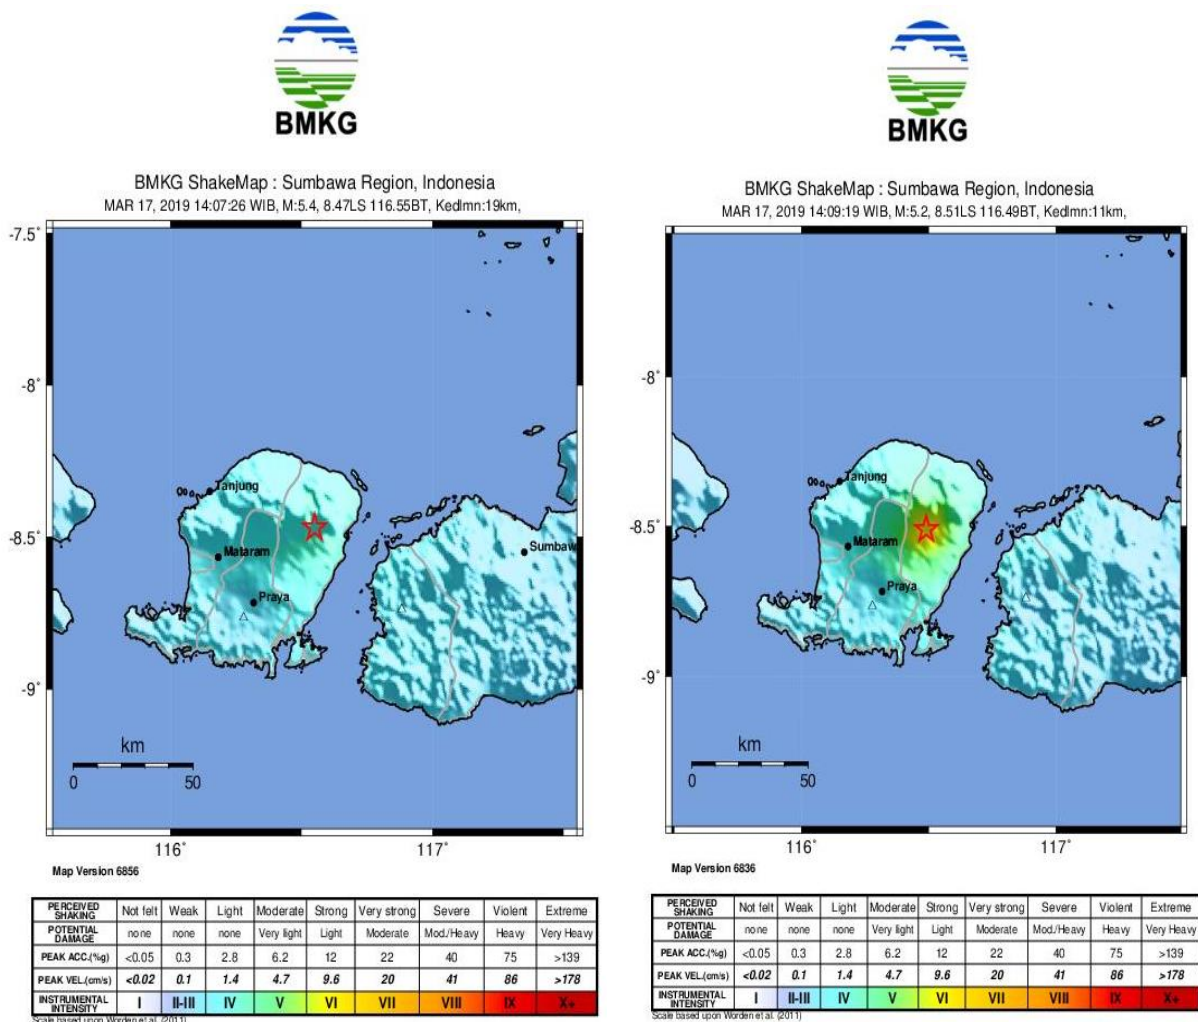 BMKG
BMKG ShakeMap : Sumbawa Region, Indonesia
MAR 17, 2019 14:07:26 WIB, M:5.4, 8.47LS 116.55BT, Kedlmn:19km,
-7.5°
-8°
-8.5°
-9°
Tanjung
Mataram
Praya
Sumbaw
km
0 50
116° 117°
Map Version 6856
PERCEIVED SHAKING Not felt Weak Light Moderate Strong Very strong Severe Violent Extreme
POTENTIAL DAMAGE none none none Very light Light Moderate Mod./Heavy Heavy Very Heavy
PEAK ACC.(%g) <0.05 0.3 2.8 6.2 12 22 40 75 >139
PEAK VEL.(cm/s) <0.02 0.1 1.4 4.7 9.6 20 41 86 >178
INSTRUMENTAL INTENSITY I II-III IV V VI VII VIII IX X+
Scale based upon Worden et al. (2011)
BMKG
BMKG ShakeMap : Sumbawa Region, Indonesia
MAR 17, 2019 14:09:19 WIB, M:5.2, 8.51LS 116.49BT, Kedlmn:11km,
-8°
-8.5°
-9°
Tanjung
Mataram
Praya
km
0 50
116° 117°
Map Version 6836
PERCEIVED SHAKING Not felt Weak Light Moderate Strong Very strong Severe Violent Extreme
POTENTIAL DAMAGE none none none Very light Light Moderate Mod./Heavy Heavy Very Heavy
PEAK ACC.(%g) <0.05 0.3 2.8 6.2 12 22 40 75 >139
PEAK VEL.(cm/s) <0.02 0.1 1.4 4.7 9.6 20 41 86 >178
INSTRUMENTAL INTENSITY I II-III IV V VI VII VIII IX X+
Scale based upon Worden et al. (2011)